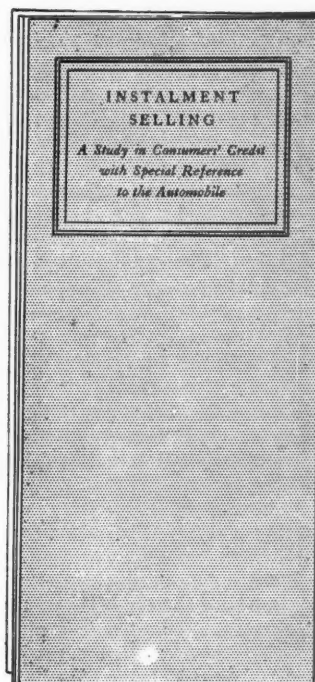 INSTALMENT
SELLING
A Study in Consumers' Credit
with Special Reference
to the Automobile